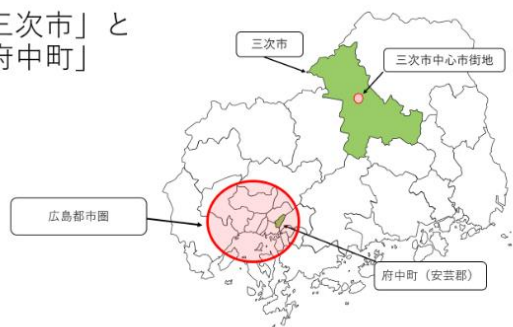 三次市」と
府中町」
三次市
三次市中心市街地
広島都市圏
府中町（安芸郡）